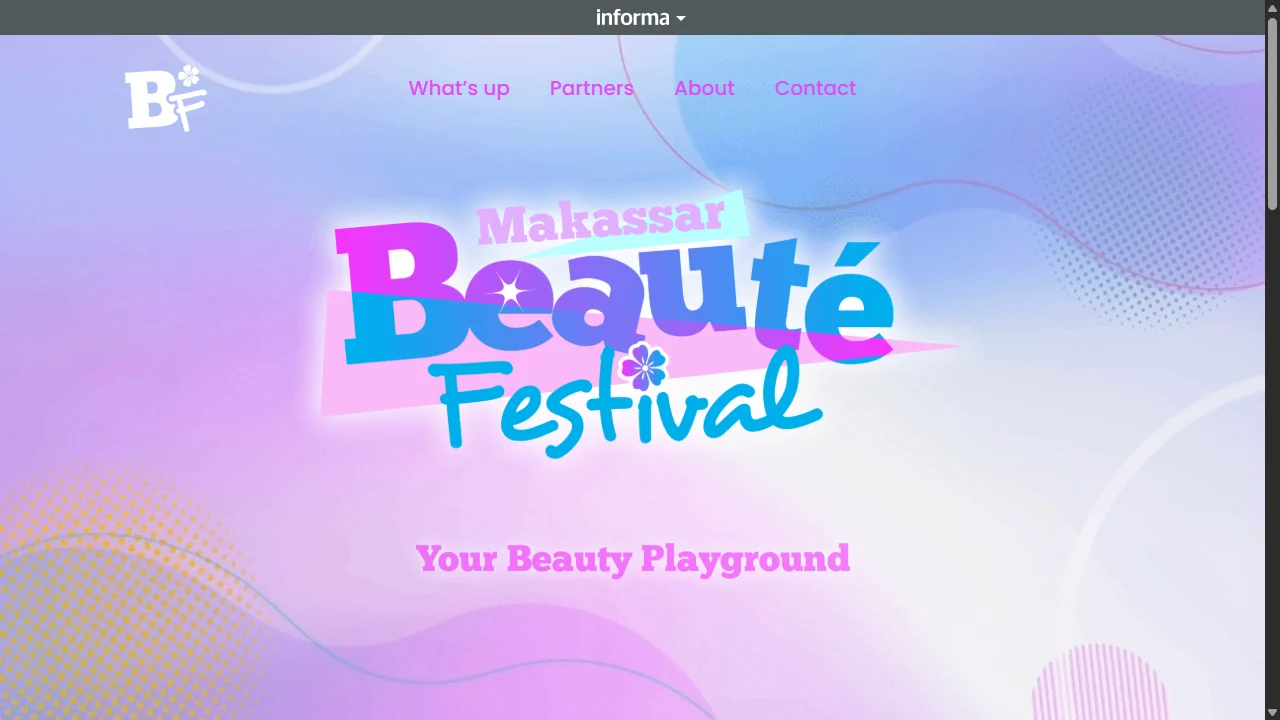 informa
BF
What's up
Partners
About
Contact
Makassar
Beauté
Festival
Your Beauty Playground